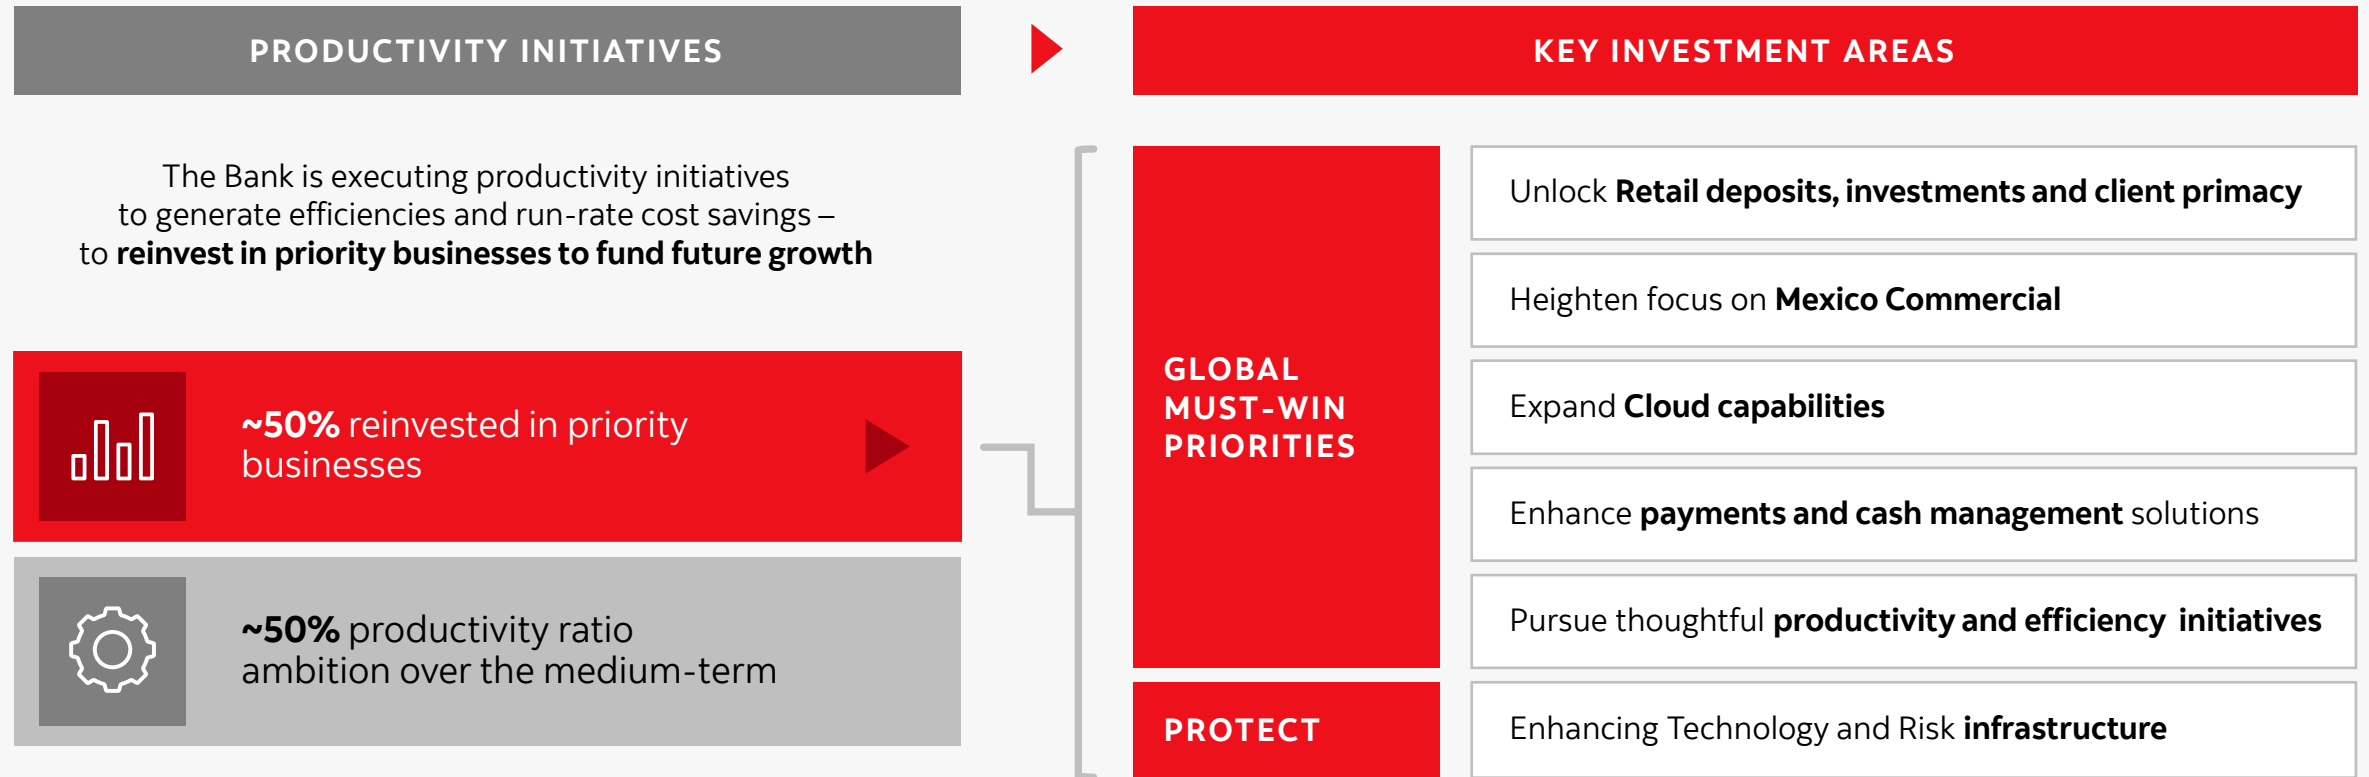 PRODUCTIVITY INITIATIVES
KEY INVESTMENT AREAS
The Bank is executing productivity initiatives
to generate efficiencies and run-rate cost savings –
to reinvest in priority businesses to fund future growth
~50% reinvested in priority
businesses
~50% productivity ratio
ambition over the medium-term
GLOBAL
MUST-WIN
PRIORITIES
Unlock Retail deposits, investments and client primacy
Heighten focus on Mexico Commercial
Expand Cloud capabilities
Enhance payments and cash management solutions
Pursue thoughtful productivity and efficiency initiatives
PROTECT
Enhancing Technology and Risk infrastructure